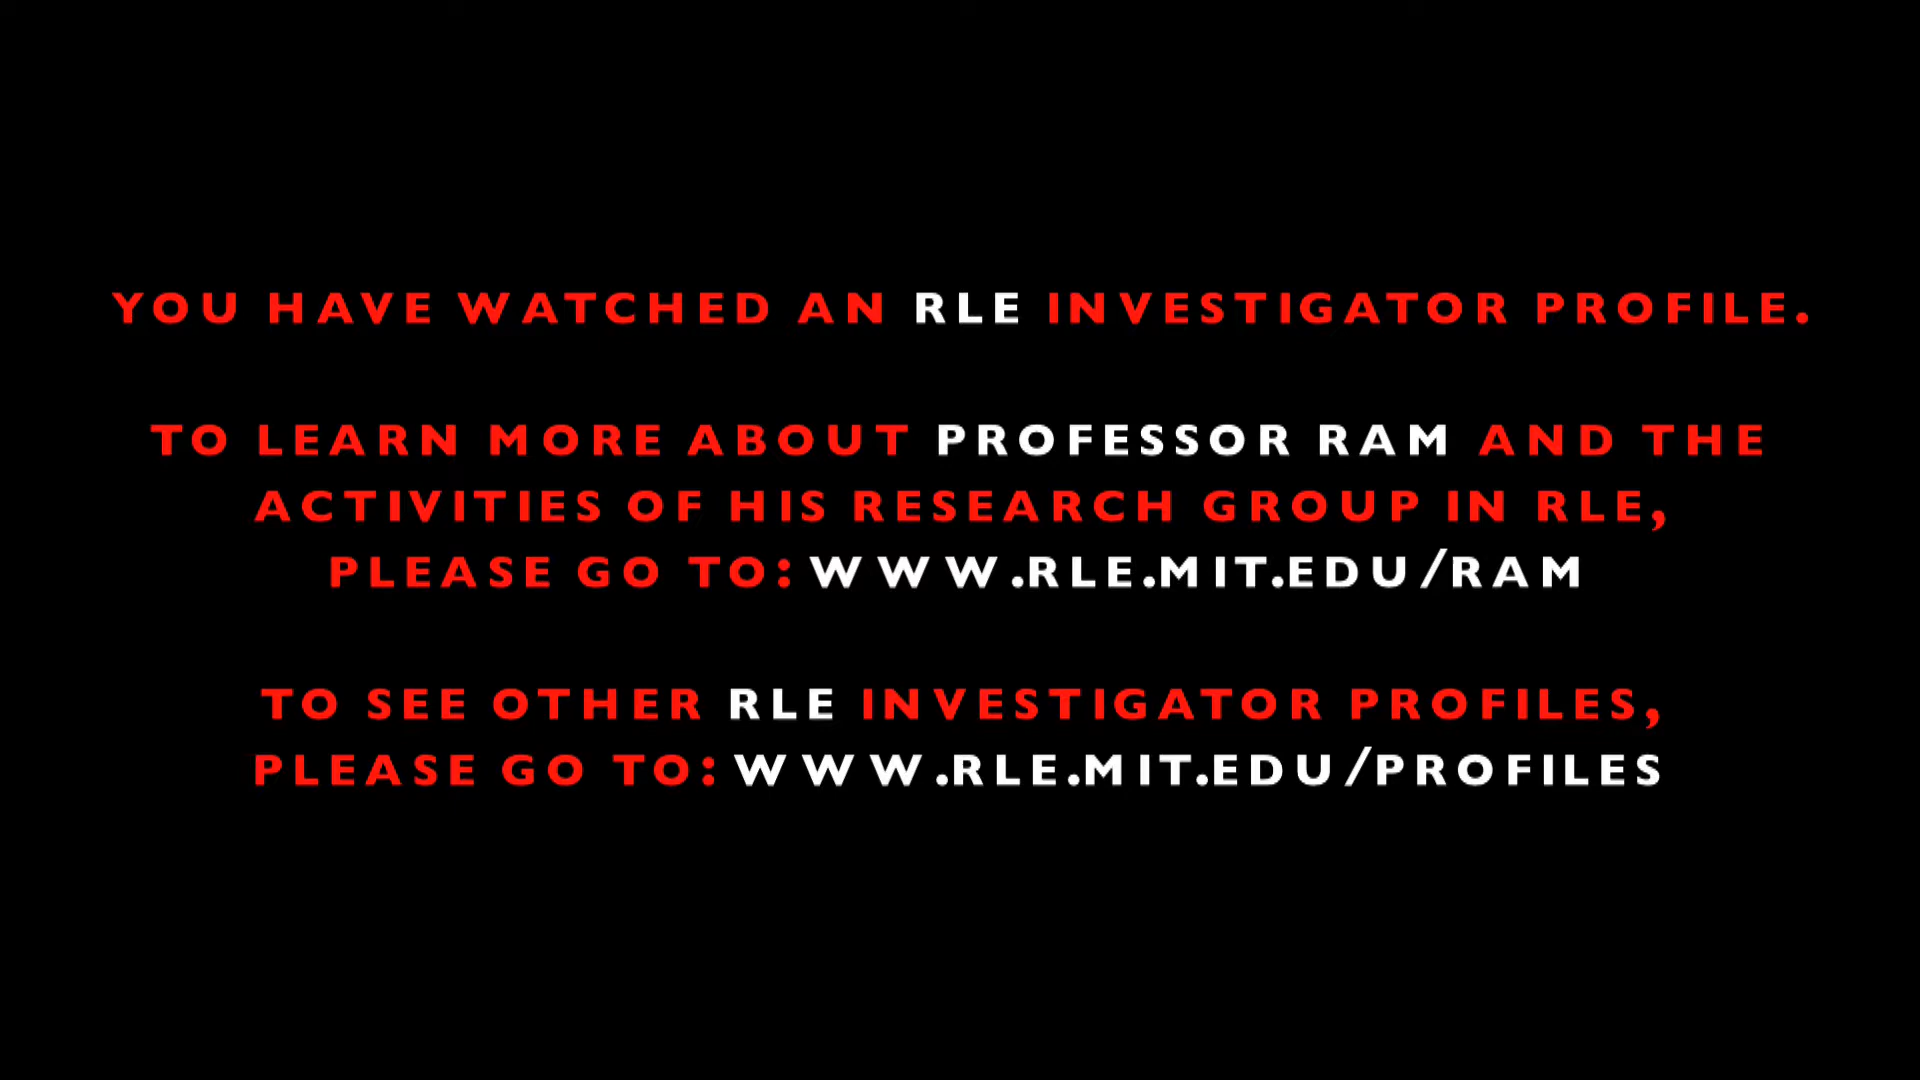 YOU HAVE WATCHED AN RLE INVESTIGATOR PROFILE.
TO LEARN MORE ABOUT PROFESSOR RAM AND THE
ACTIVITIES OF HIS RESEARCH GROUP IN RLE,
PLEASE GO TO: WWW.RLE.MIT.EDU/RAM
TO SEE OTHER RLE INVESTIGATOR PROFILES,
PLEASE GO TO: WWW.RLE.MIT.EDU/PROFILES